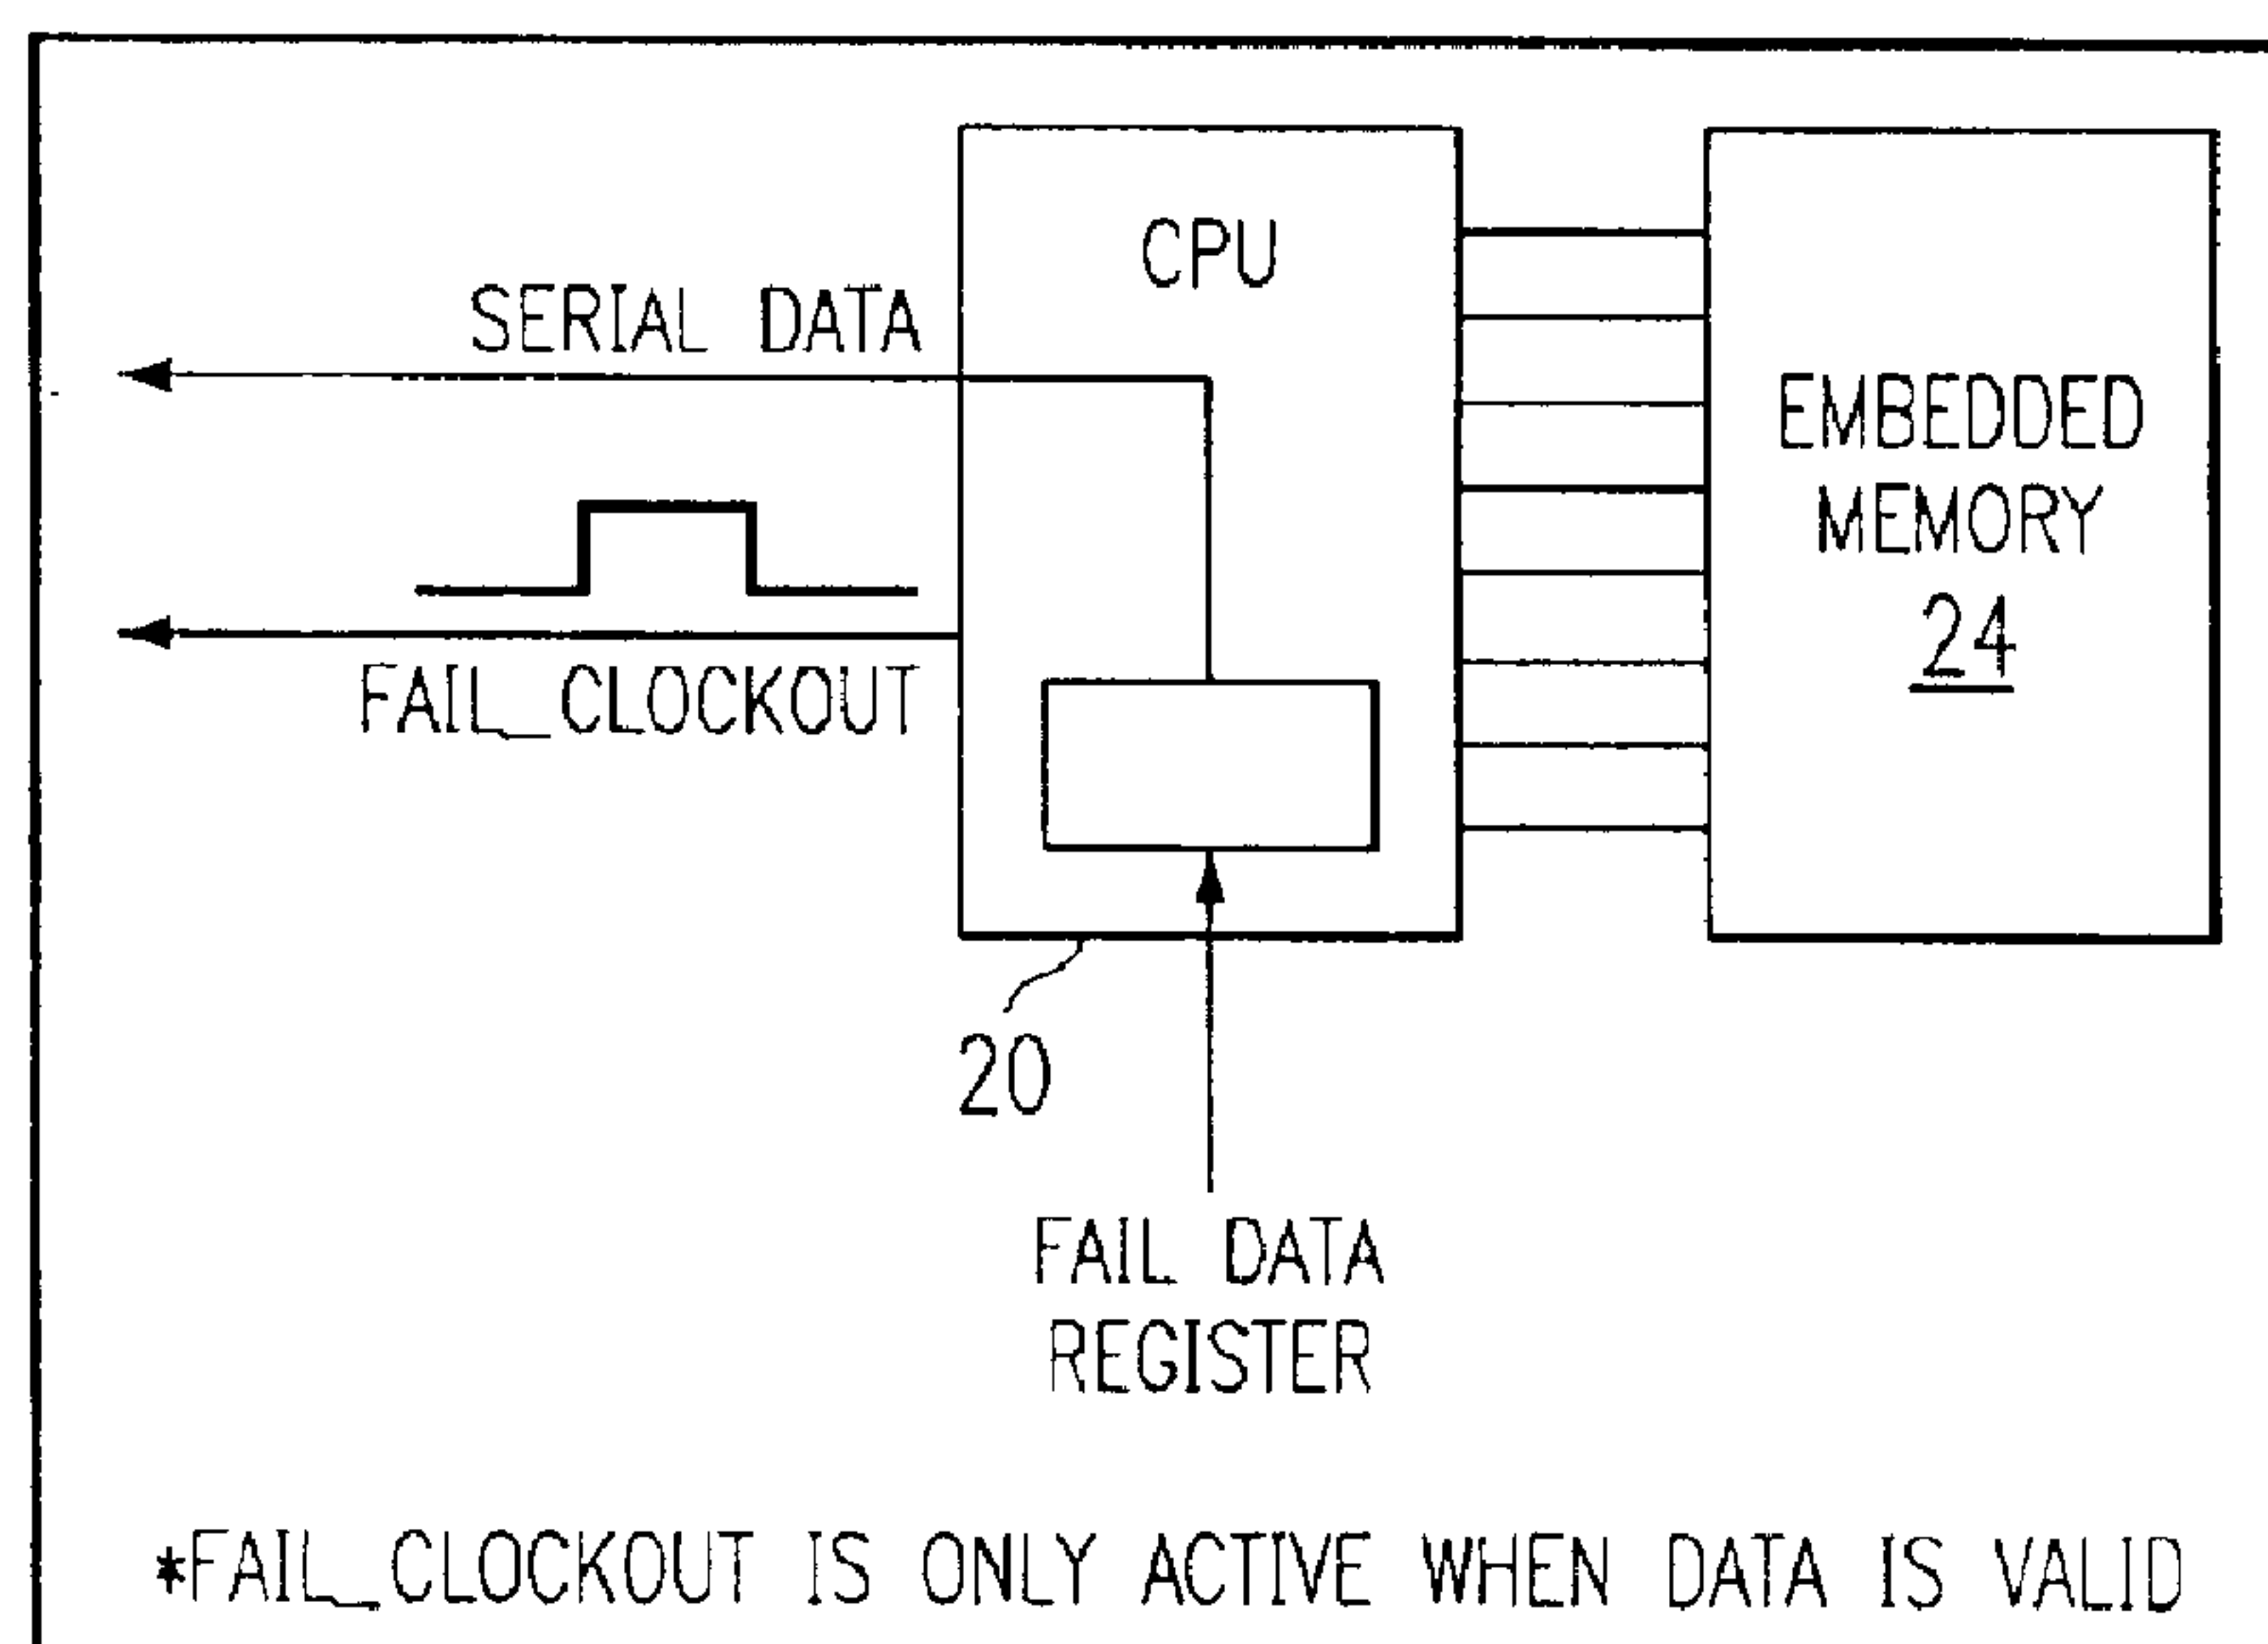 CPU
SERIAL DATA
EMBEDDED
MEMORY
24
FAIL_CLOCKOUT
20
FAIL DATA
REGISTER
*FAIL_CLOCKOUT IS ONLY ACTIVE WHEN DATA IS VALID